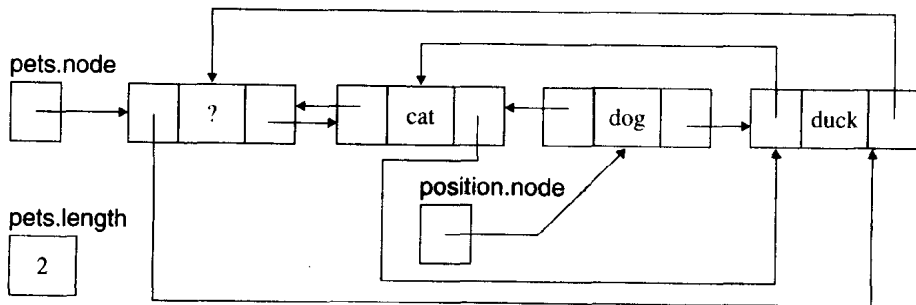 pets.node
? cat dog duck
position.node
pets.length
2